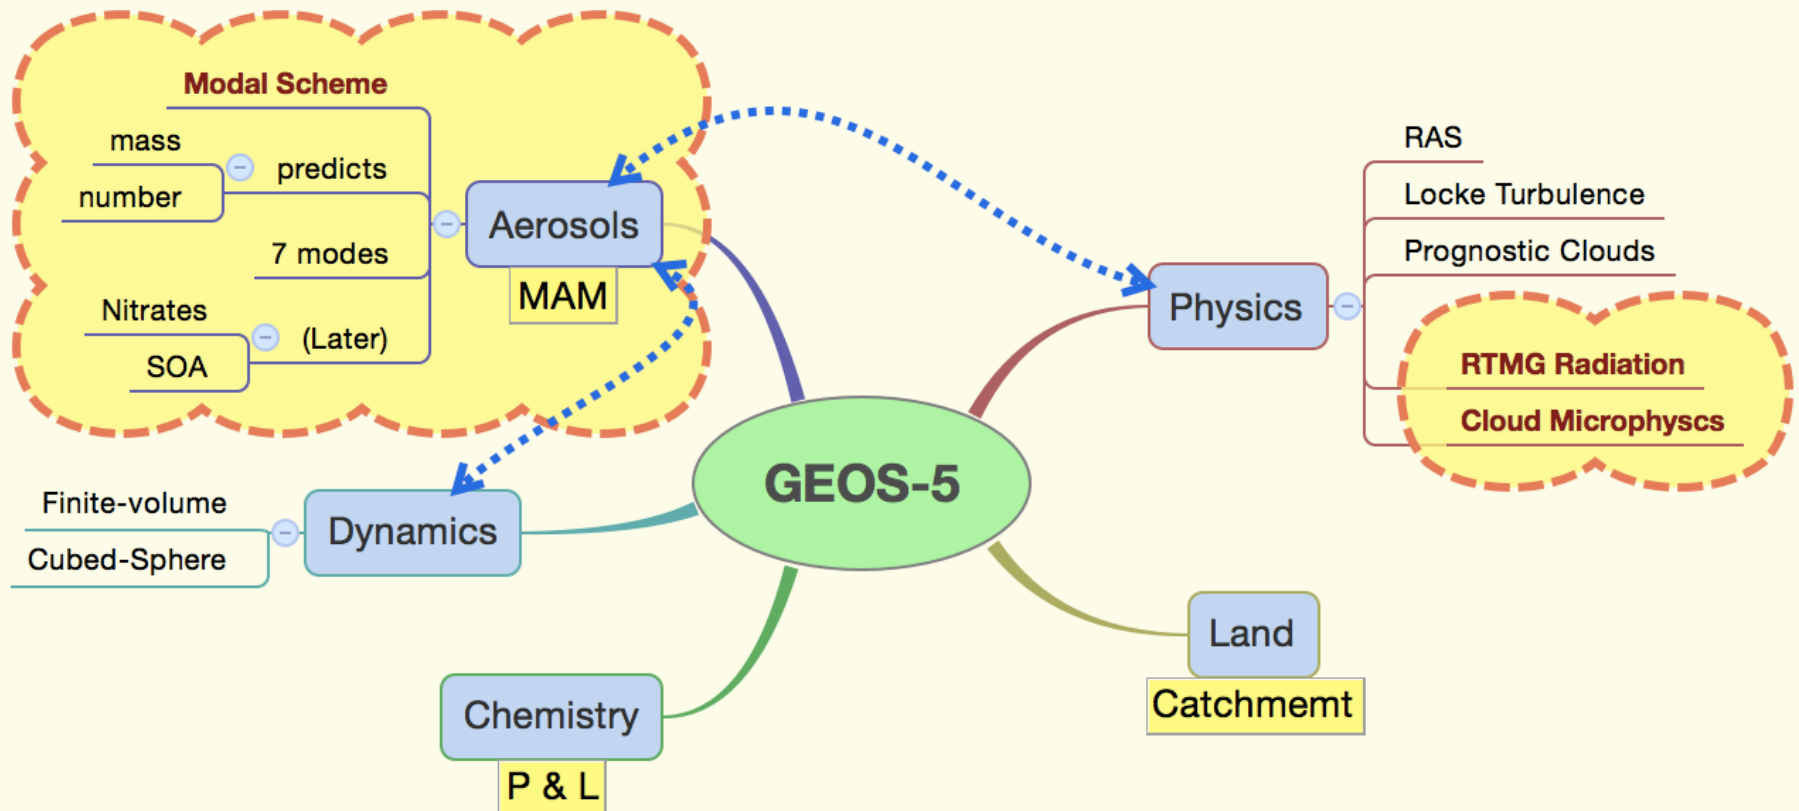 Modal Scheme
mass
predicts
number
Aerosols
7 modes
MAM
Nitrates
(Later)
SOA
RAS
Locke Turbulence
Prognostic Clouds
Physics
RTMG Radiation
Cloud Microphyscs
GEOS-5
Finite-volume
Dynamics
Cubed-Sphere
Land
Catchmemt
Chemistry
P & L